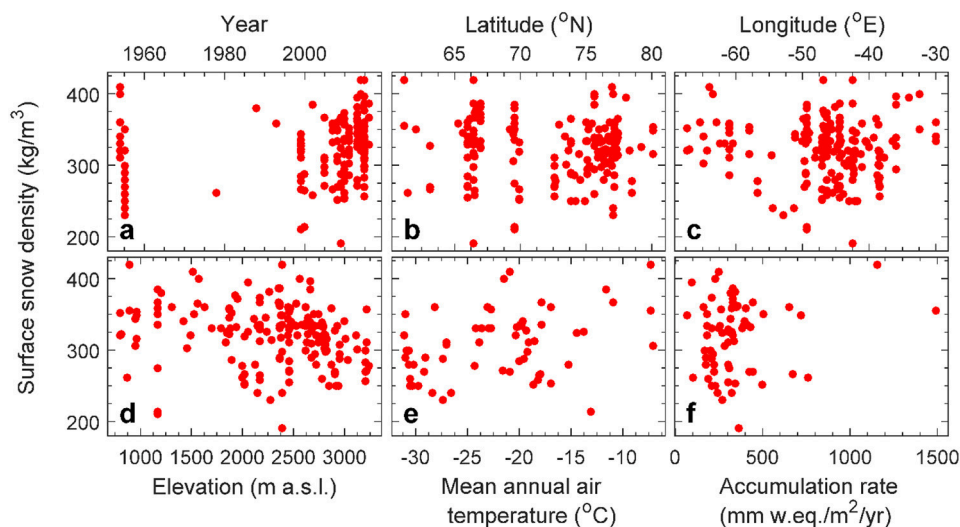 Year
Latitude (°N)
Longitude (°E)
1960 1980 2000
65 70 75 80
-60 -50 -40 -30
Surface snow density (kg/m³)
400
300
200
a
b
c
400
300
200
d
e
f
1000 1500 2000 2500 3000
-30 -25 -20 -15 -10
0 500 1000 1500
Elevation (m a.s.l.)
Mean annual air
temperature (°C)
Accumulation rate
(mm w.eq./m²/yr)